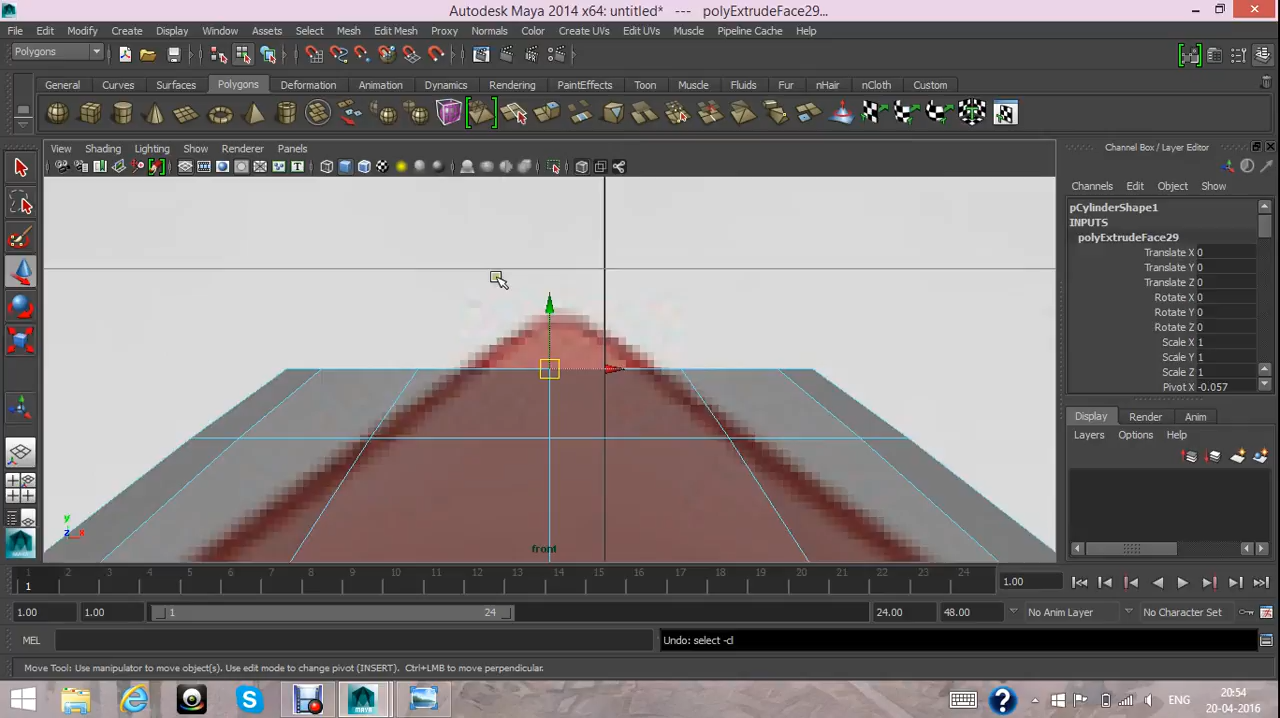 Autodesk Maya 2014 x64: untitled* --- polyExtrudeFace29...
File Edit Modify Create Display Window Assets Select Mesh Edit Mesh Proxy Normals Color Create UVs Edit UVs Muscle Pipeline Cache Help
Polygons
General Curves Surfaces Polygons Deformation Animation Dynamics Rendering PaintEffects Toon Muscle Fluids Fur nHair nCloth Custom
View Shading Lighting Show Renderer Panels
Channel Box / Layer Editor
Channels Edit Object Show
pCylinderShape1
INPUTS
polyExtrudeFace29
Translate X 0
Translate Y 0
Translate Z 0
Rotate X 0
Rotate Y 0
Rotate Z 0
Scale X 1
Scale Y 1
Scale Z 1
Pivot X -0.057
Display Render Anim
Layers Options Help
y
z x
front
1 2 3 4 5 6 7 8 9 10 11 12 13 14 15 16 17 18 19 20 21 22 23 24
1
1.00
1.00 1.00 1 24 24.00 48.00 No Anim Layer No Character Set
MEL Undo: select -cl
Move Tool: Use manipulator to move object(s). Use edit mode to change pivot (INSERT). Ctrl+LMB to move perpendicular.
ENG
20:54
20-04-2016